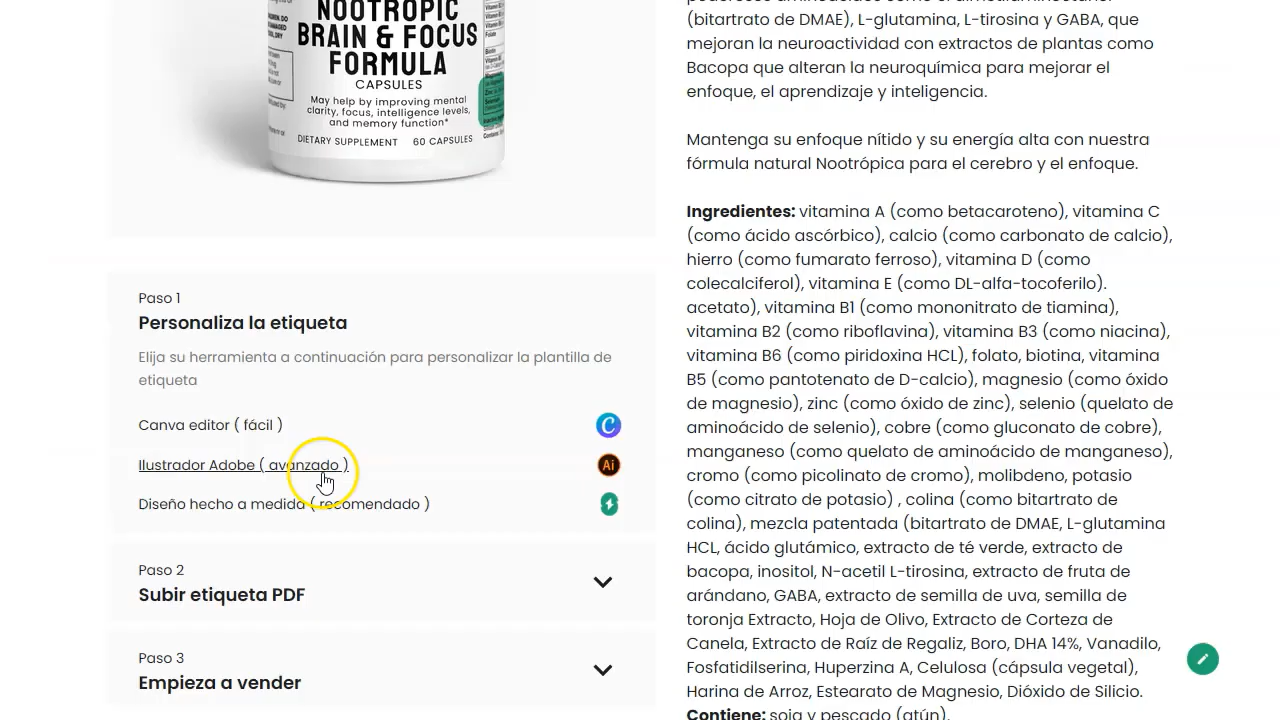 NOOTROPIC
BRAIN & FOCUS
FORMULA
CAPSULES
May help by improving mental
clarity, focus, intelligence levels,
and memory function*
DIETARY SUPPLEMENT 60 CAPSULES
Paso 1
Personaliza la etiqueta
Elija su herramienta a continuación para personalizar la plantilla de
etiqueta
Canva editor ( fácil )
Ilustrador Adobe ( avanzado )
Ai
Diseño hecho a medida ( recomendado )
Paso 2
Subir etiqueta PDF
Paso 3
Empieza a vender
(bitartrato de DMAE), L-glutamina, L-tirosina y GABA, que
mejoran la neuroactividad con extractos de plantas como
Bacopa que alteran la neuroquímica para mejorar el
enfoque, el aprendizaje y inteligencia.
Mantenga su enfoque nítido y su energía alta con nuestra
fórmula natural Nootrópica para el cerebro y el enfoque.
Ingredientes: vitamina A (como betacaroteno), vitamina C
(como ácido ascórbico), calcio (como carbonato de calcio),
hierro (como fumarato ferroso), vitamina D (como
colecalciferol), vitamina E (como DL-alfa-tocoferilo).
acetato), vitamina B1 (como mononitrato de tiamina),
vitamina B2 (como riboflavina), vitamina B3 (como niacina),
vitamina B6 (como piridoxina HCL), folato, biotina, vitamina
B5 (como pantotenato de D-calcio), magnesio (como óxido
de magnesio), zinc (como óxido de zinc), selenio (quelato de
aminoácido de selenio), cobre (como gluconato de cobre),
manganeso (como quelato de aminoácido de manganeso),
cromo (como picolinato de cromo), molibdeno, potasio
(como citrato de potasio) , colina (como bitartrato de
colina), mezcla patentada (bitartrato de DMAE, L-glutamina
HCL, ácido glutámico, extracto de té verde, extracto de
bacopa, inositol, N-acetil L-tirosina, extracto de fruta de
arándano, GABA, extracto de semilla de uva, semilla de
toronja Extracto, Hoja de Olivo, Extracto de Corteza de
Canela, Extracto de Raíz de Regaliz, Boro, DHA 14%, Vanadilo,
Fosfatidilserina, Huperzina A, Celulosa (cápsula vegetal),
Harina de Arroz, Estearato de Magnesio, Dióxido de Silicio.
Contiene: soja y pescado (atún).